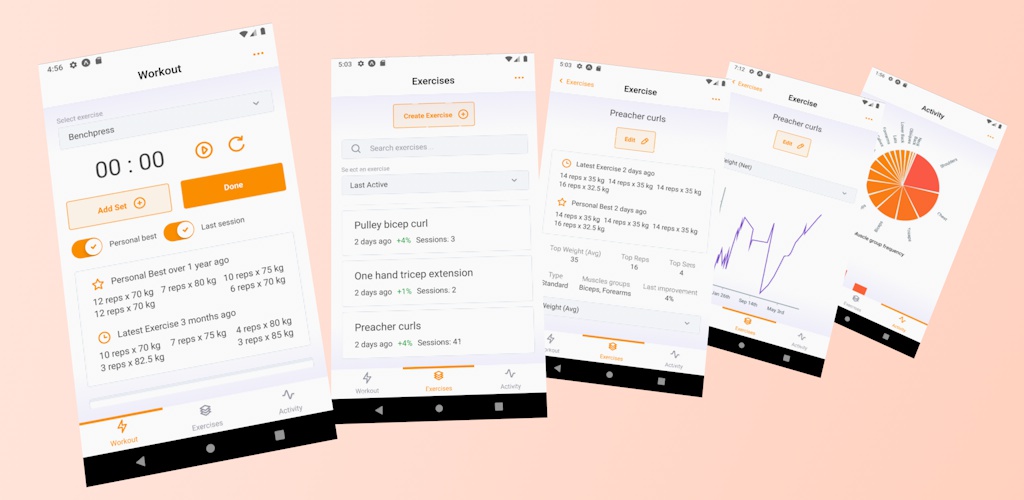 4:56
Workout
Select exercise
Benchpress
00 : 00
Add Set
Done
Personal best
Last session
Personal Best over 1 year ago
12 reps x 70 kg 7 reps x 80 kg 10 reps x 75 kg
12 reps x 70 kg 6 reps x 70 kg
Latest Exercise 3 months ago
10 reps x 70 kg 7 reps x 75 kg 4 reps x 80 kg
3 reps x 82.5 kg 3 reps x 85 kg
Workout
Exercises
Activity
5:03
Exercises
Create Exercise
Search exercises..
Select an exercise
Last Active
Pulley bicep curl
2 days ago +4% Sessions: 3
One hand tricep extension
2 days ago +1% Sessions: 2
Preacher curls
2 days ago +4% Sessions: 41
Workout
Exercises
Activity
5:03
Exercises
Exercise
Preacher curls
Edit
Latest Exercise 2 days ago
14 reps x 35 kg 14 reps x 35 kg 14 reps x 35 kg
16 reps x 32.5 kg
Personal Best 2 days ago
14 reps x 35 kg 14 reps x 35 kg 14 reps x 35 kg
16 reps x 32.5 kg
Top Weight (Avg) Top Reps Top Sets
35 16 4
Type Muscles groups Last improvement
Standard Biceps, Forearms 4%
Weight (Avg)
Workout
Exercises
Activity
7:12
Exercises
Exercise
Preacher curls
Edit
Weight (Net)
Jan 26th Sep 14th May 3rd
Exercises
Activity
Activity
Shoulders
Chest
Biceps
Muscle group frequency
Exercises
Activity